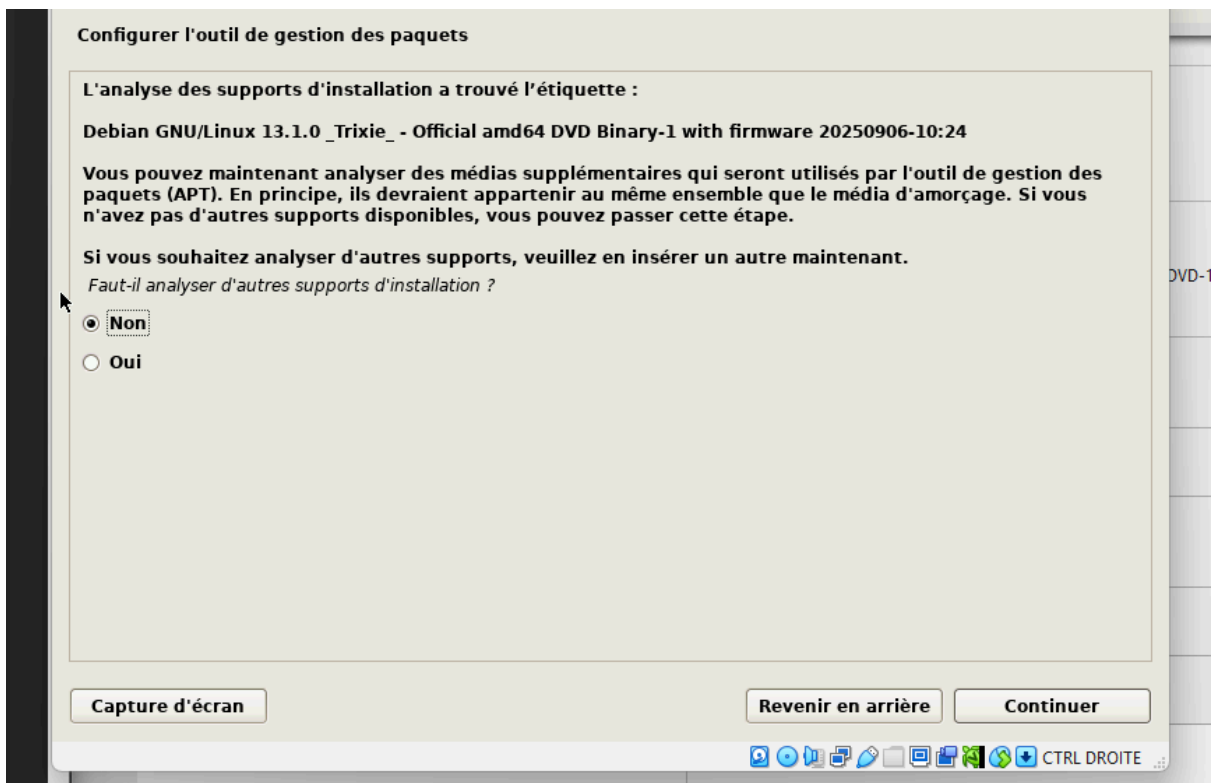 Configurer l'outil de gestion des paquets
L'analyse des supports d'installation a trouvé l’étiquette :
Debian GNU/Linux 13.1.0 _Trixie_ - Official amd64 DVD Binary-1 with firmware 20250906-10:24
Vous pouvez maintenant analyser des médias supplémentaires qui seront utilisés par l'outil de gestion des
paquets (APT). En principe, ils devraient appartenir au même ensemble que le média d'amorçage. Si vous
n'avez pas d'autres supports disponibles, vous pouvez passer cette étape.
Si vous souhaitez analyser d'autres supports, veuillez en insérer un autre maintenant.
Faut-il analyser d'autres supports d'installation ?
Non
Oui
DVD-1
Capture d'écran
Revenir en arrière
Continuer
CTRL DROITE